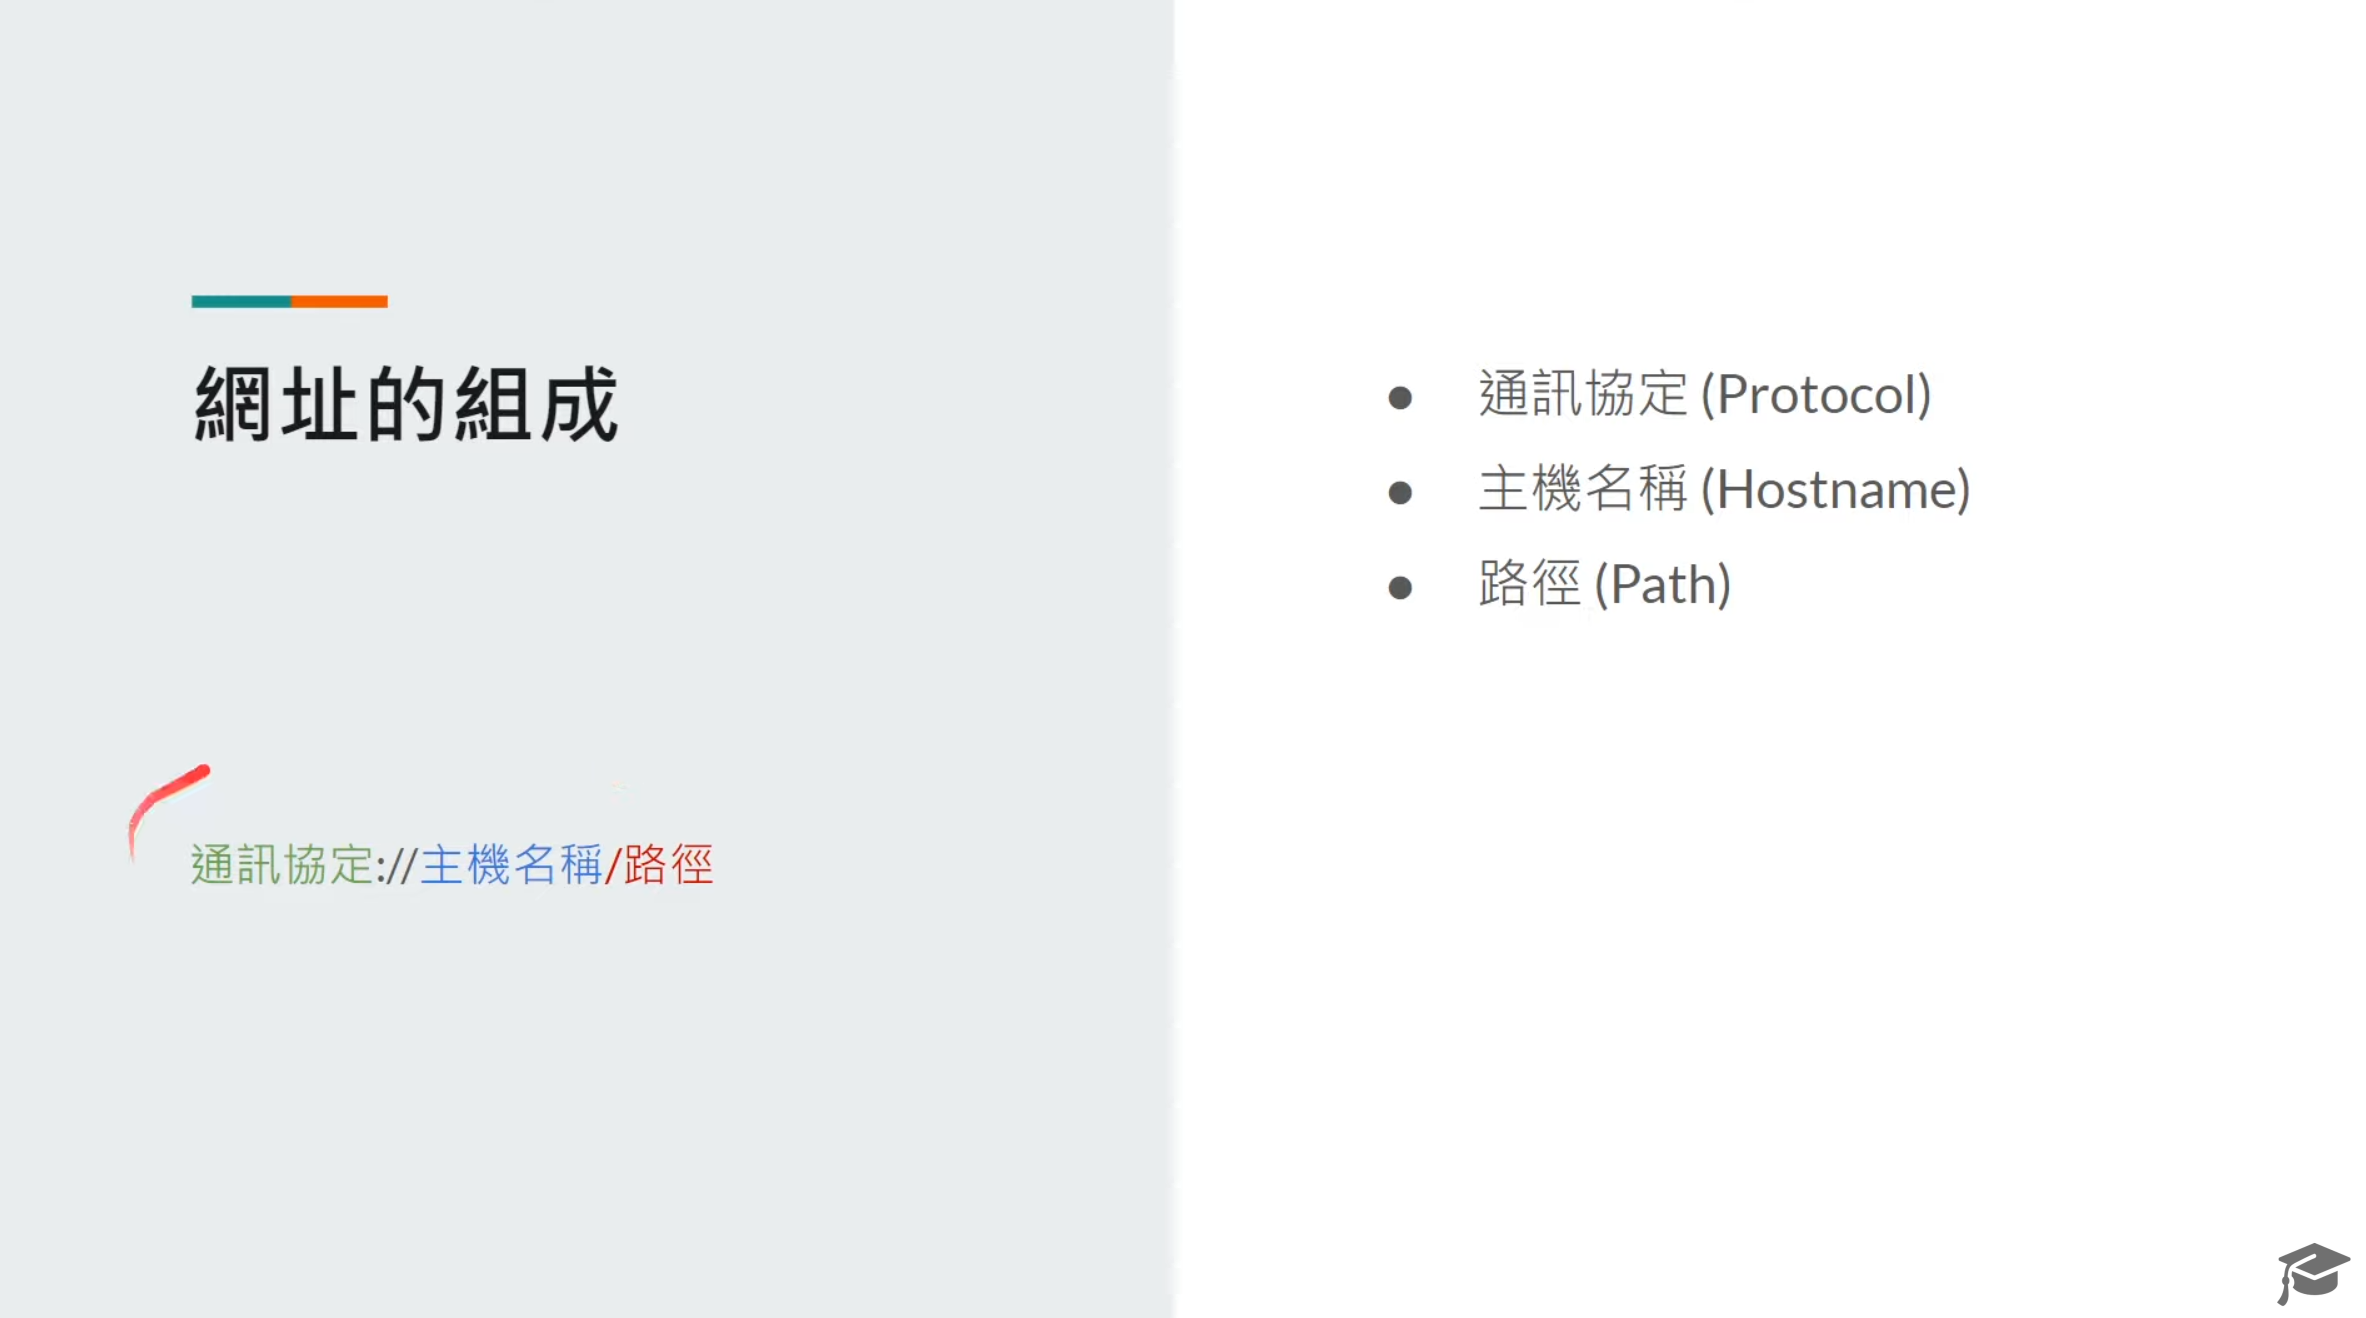 網址的組成
通訊協定://主機名稱/路徑
● 通訊協定 (Protocol)
● 主機名稱 (Hostname)
● 路徑 (Path)